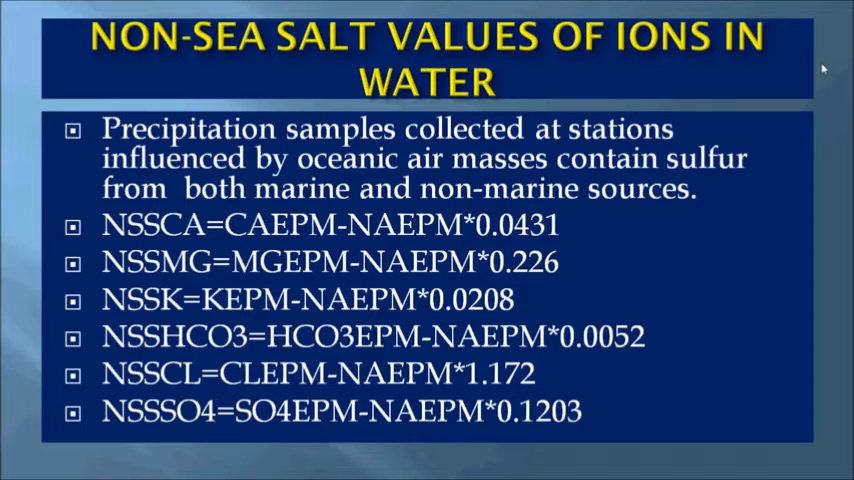 NON-SEA SALT VALUES OF IONS IN
WATER
Precipitation samples collected at stations
influenced by oceanic air masses contain sulfur
from both marine and non-marine sources.
NSSCA=CAEPM-NAEPM*0.0431
NSSMG=MGEPM-NAEPM*0.226
NSSK=KEPM-NAEPM*0.0208
NSSHCO3=HCO3EPM-NAEPM*0.0052
NSSCL=CLEPM-NAEPM*1.172
NSSSO4=SO4EPM-NAEPM*0.1203